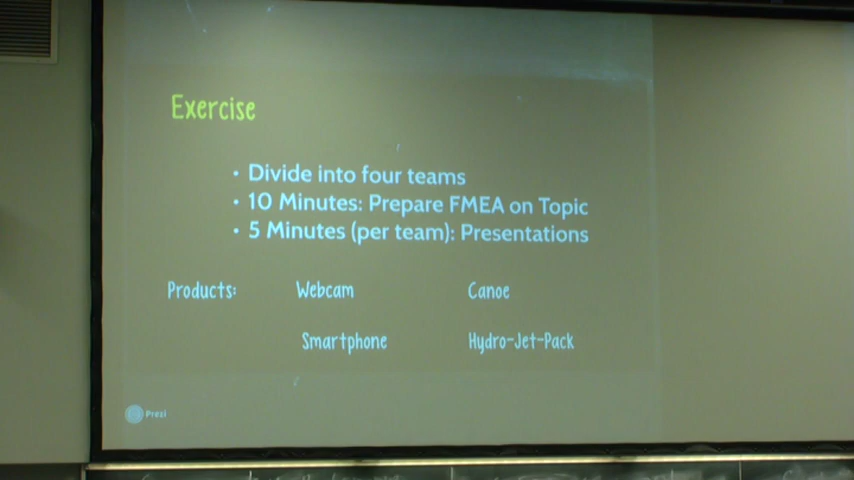 Exercise
• Divide into four teams
• 10 Minutes: Prepare FMEA on Topic
• 5 Minutes (per team): Presentations
Products: Webcam Canoe
Smartphone Hydro-Jet-Pack
Prezi